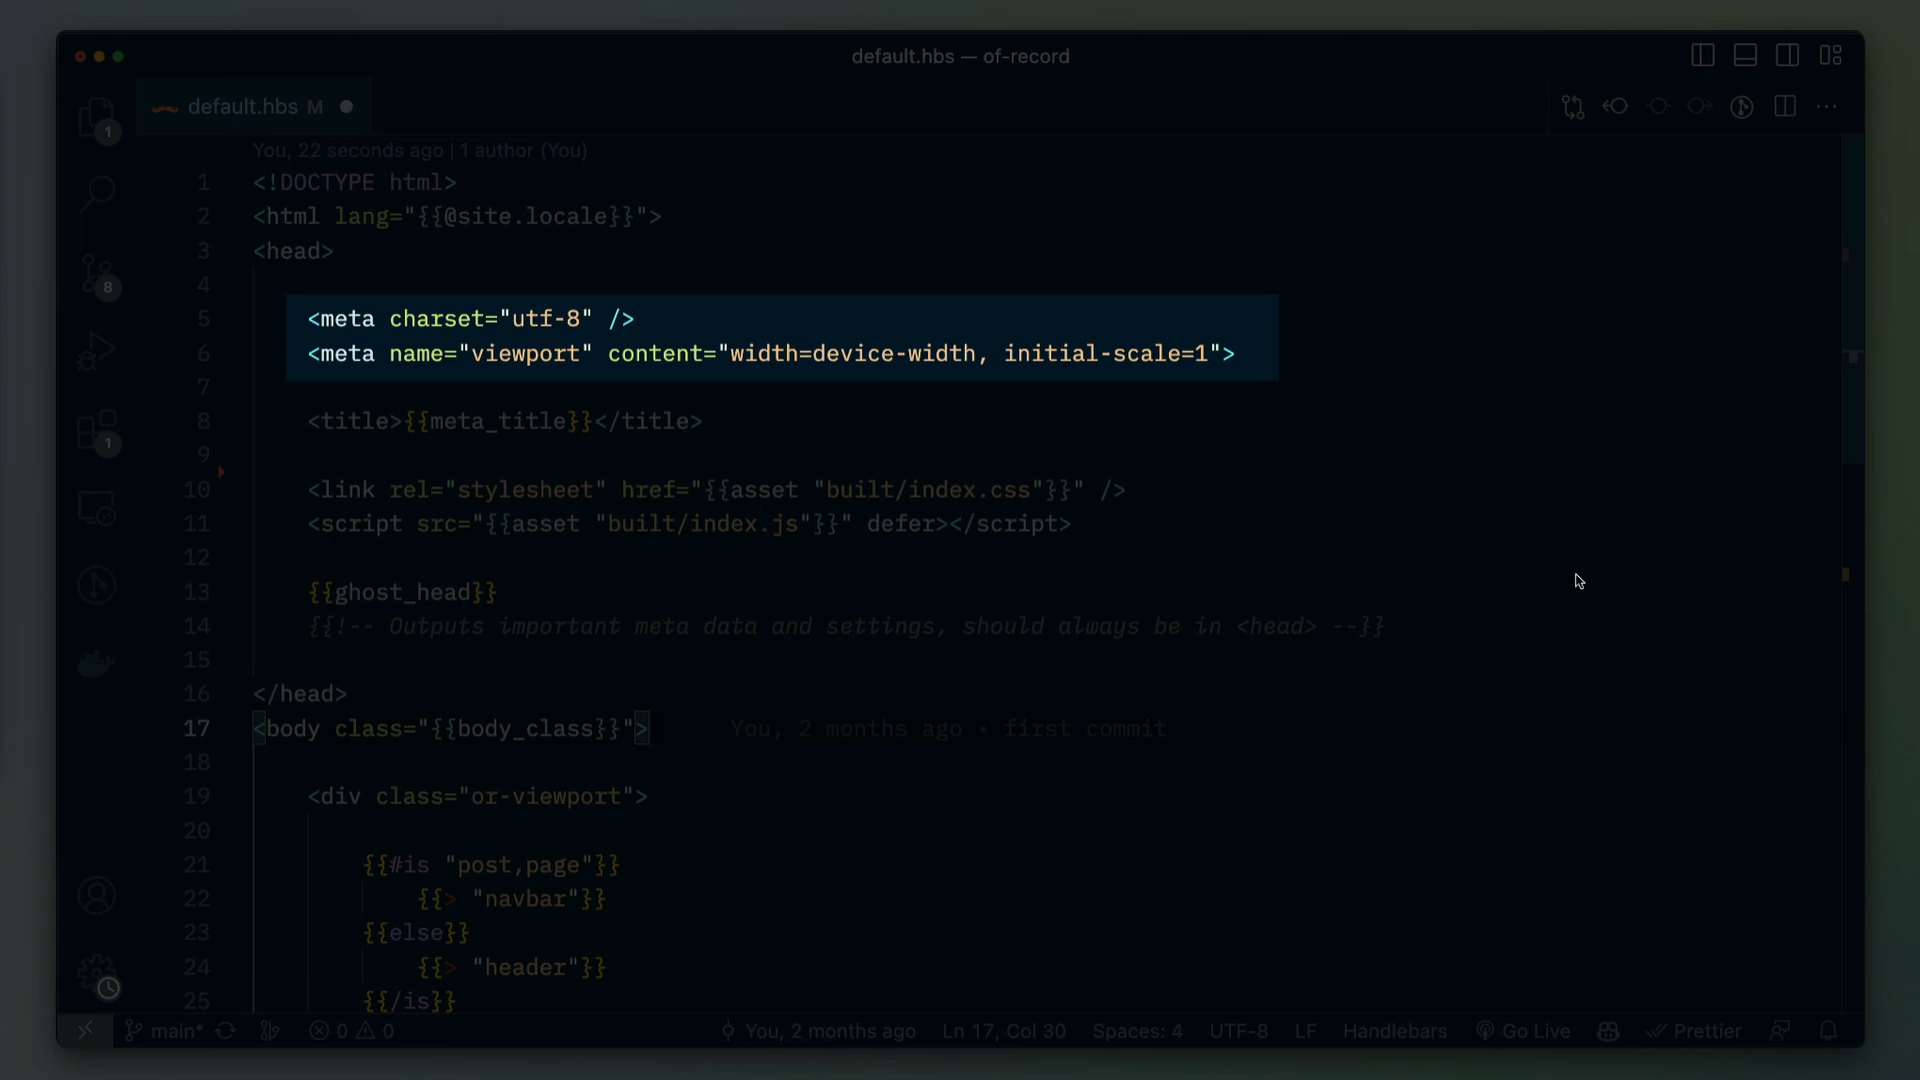 default.hbs — of-record
default.hbs M
You, 22 seconds ago | 1 author (You)
1 <!DOCTYPE html>
2 <html lang="{{@site.locale}}">
3 <head>
4
5 <meta charset="utf-8" />
6 <meta name="viewport" content="width=device-width, initial-scale=1">
7
8 <title>{{meta_title}}</title>
9
10 <link rel="stylesheet" href="{{asset "built/index.css"}}" />
11 <script src="{{asset "built/index.js"}}" defer></script>
12
13 {{ghost_head}}
14 {{!-- Outputs important meta data and settings, should always be in <head> --}}
15
16 </head>
17 <body class="{{body_class}}"> You, 2 months ago • first commit
18
19 <div class="or-viewport">
20
21 {{#is "post,page"}}
22 {{> "navbar"}}
23 {{else}}
24 {{> "header"}}
25 {{/is}}
1
8
1
main* 0 0 You, 2 months ago Ln 17, Col 30 Spaces: 4 UTF-8 LF Handlebars Go Live Prettier